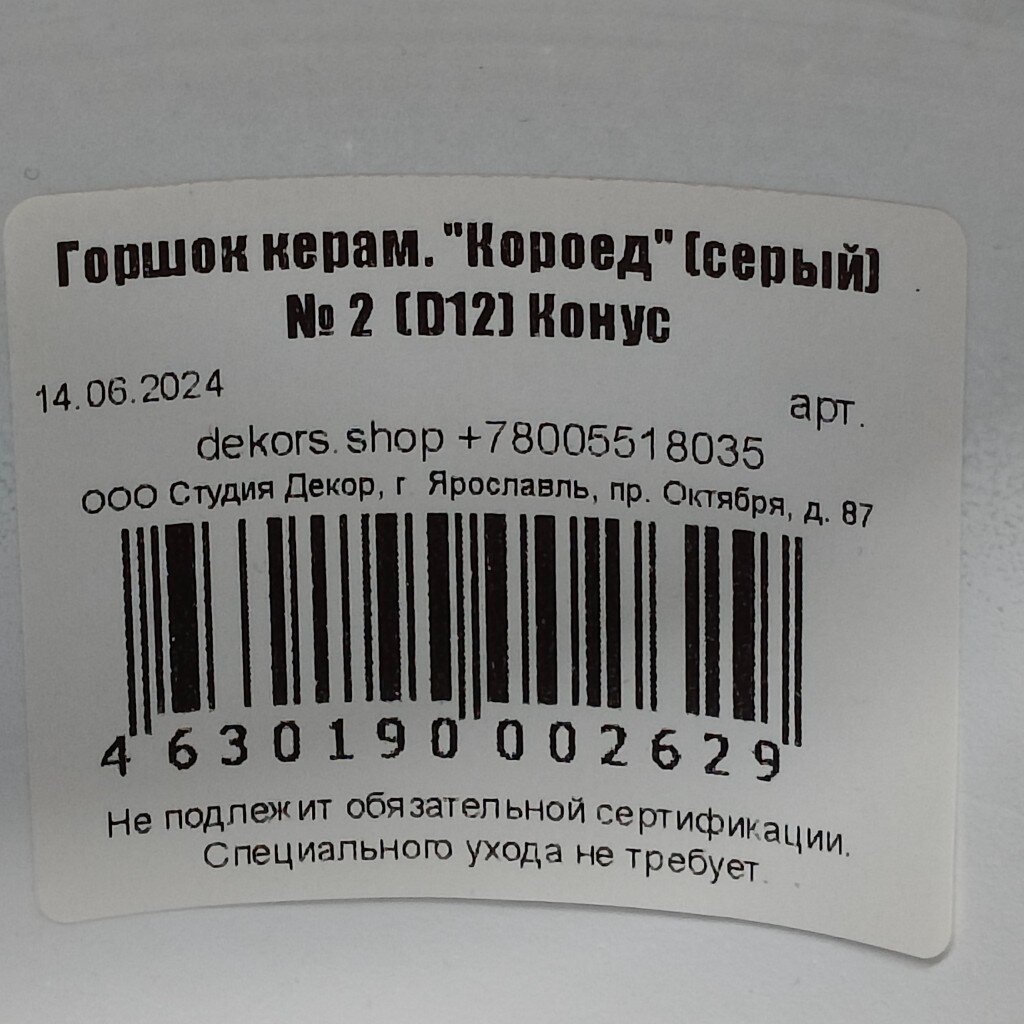 Горшок керам. "Короед" (серый)
№ 2 (D12) Конус
14.06.2024
арт.
dekors.shop +78005518035
ООО Студия Декор, г Ярославль, пр. Октября, д. 87
4 630190 002629
Не подлежит обязательной сертификации.
Специального ухода не требует.